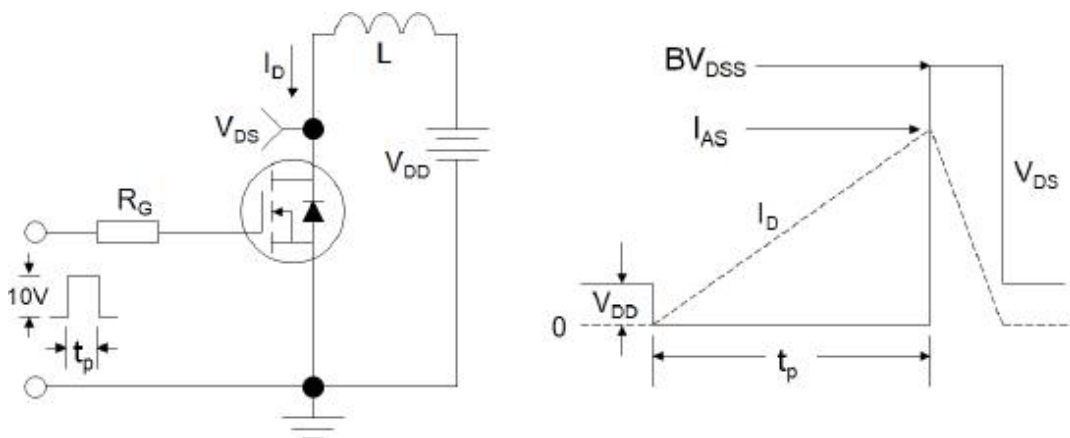 L
I_D
V_DS
V_DD
R_G
10V
t_p
BV_DSS
I_AS
V_DS
I_D
V_DD
0
t_p